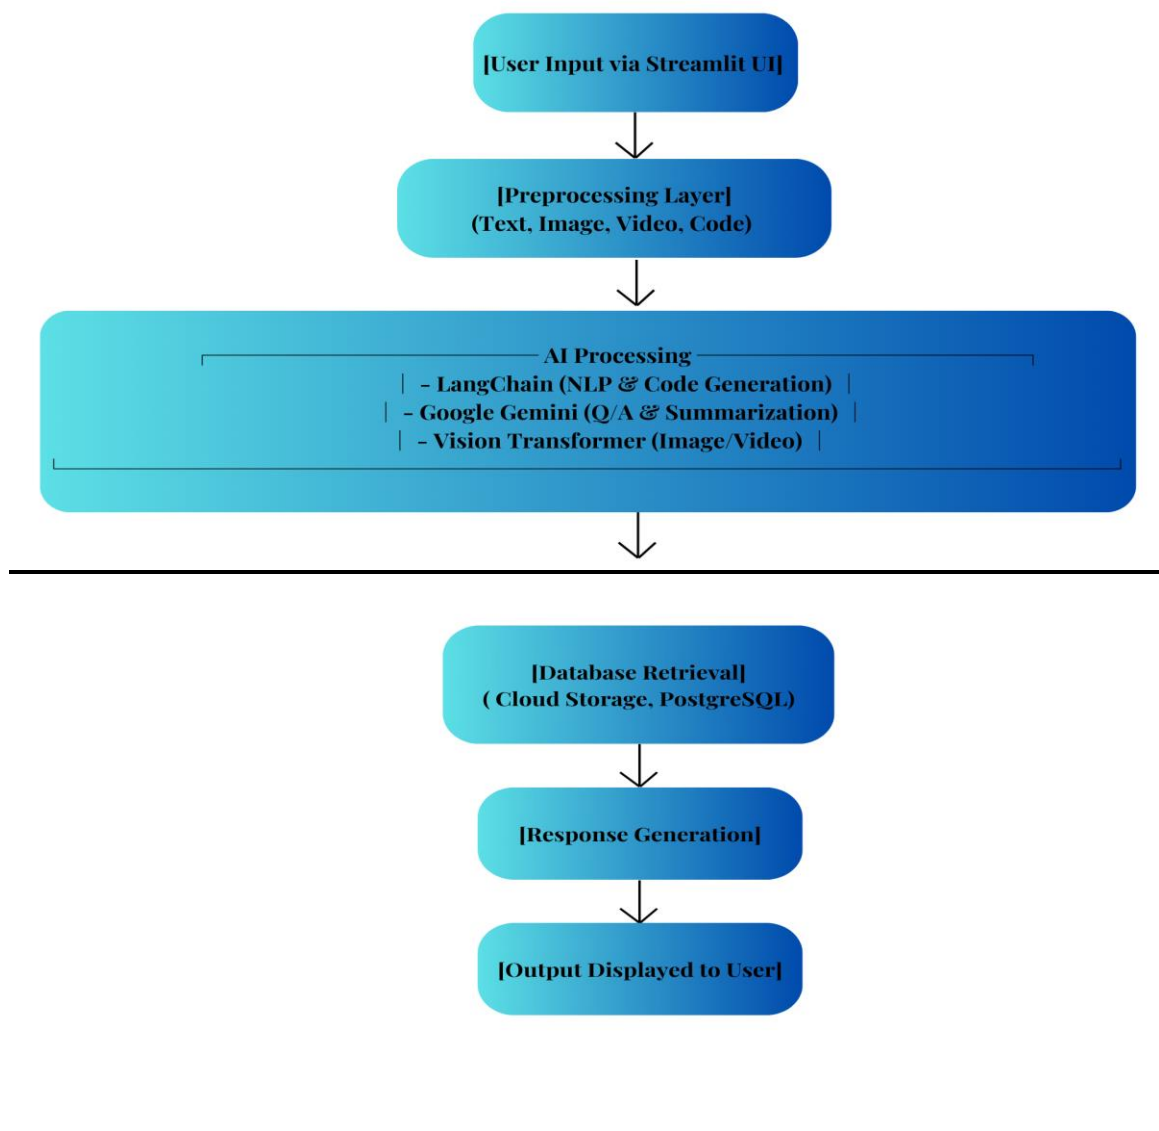 [User Input via Streamlit UI]
[Preprocessing Layer]
(Text, Image, Video, Code)
AI Processing
| - LangChain (NLP & Code Generation) |
| - Google Gemini (Q/A & Summarization) |
| - Vision Transformer (Image/Video) |
[Database Retrieval]
( Cloud Storage, PostgreSQL)
[Response Generation]
[Output Displayed to User]